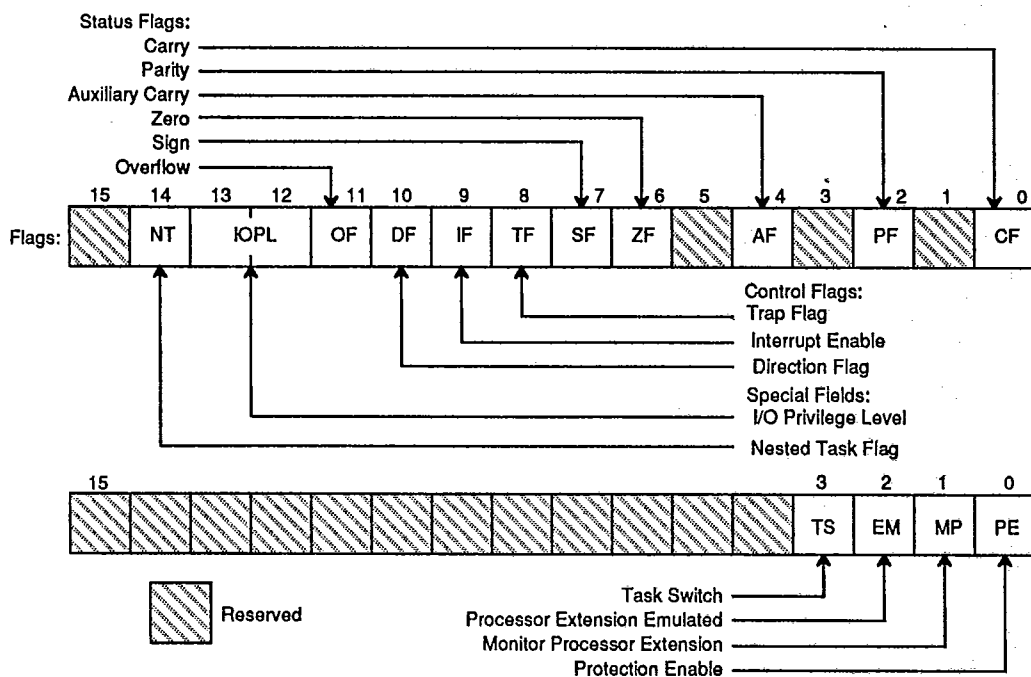 Status Flags:
Carry
Parity
Auxiliary Carry
Zero
Sign
Overflow
15 14 13 12 11 10 9 8 7 6 5 4 3 2 1 0
Flags: NT IOPL OF DF IF TF SF ZF AF PF CF
Control Flags:
Trap Flag
Interrupt Enable
Direction Flag
Special Fields:
I/O Privilege Level
Nested Task Flag
15 3 2 1 0
TS EM MP PE
Reserved
Task Switch
Processor Extension Emulated
Monitor Processor Extension
Protection Enable